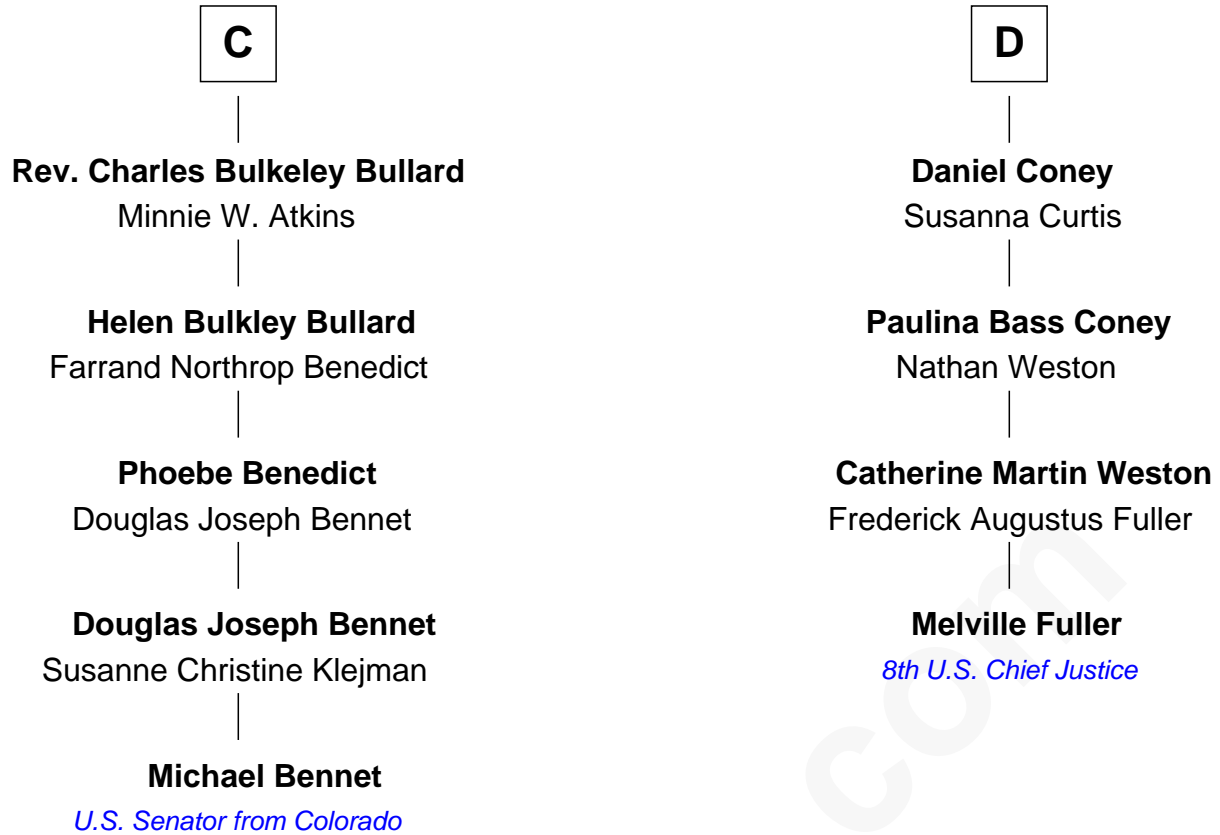 C
Rev. Charles Bulkeley Bullard
Minnie W. Atkins
Helen Bulkley Bullard
Farrand Northrop Benedict
Phoebe Benedict
Douglas Joseph Bennet
Douglas Joseph Bennet
Susanne Christine Klejman
Michael Bennet
U.S. Senator from Colorado
D
Daniel Coney
Susanna Curtis
Paulina Bass Coney
Nathan Weston
Catherine Martin Weston
Frederick Augustus Fuller
Melville Fuller
8th U.S. Chief Justice
com